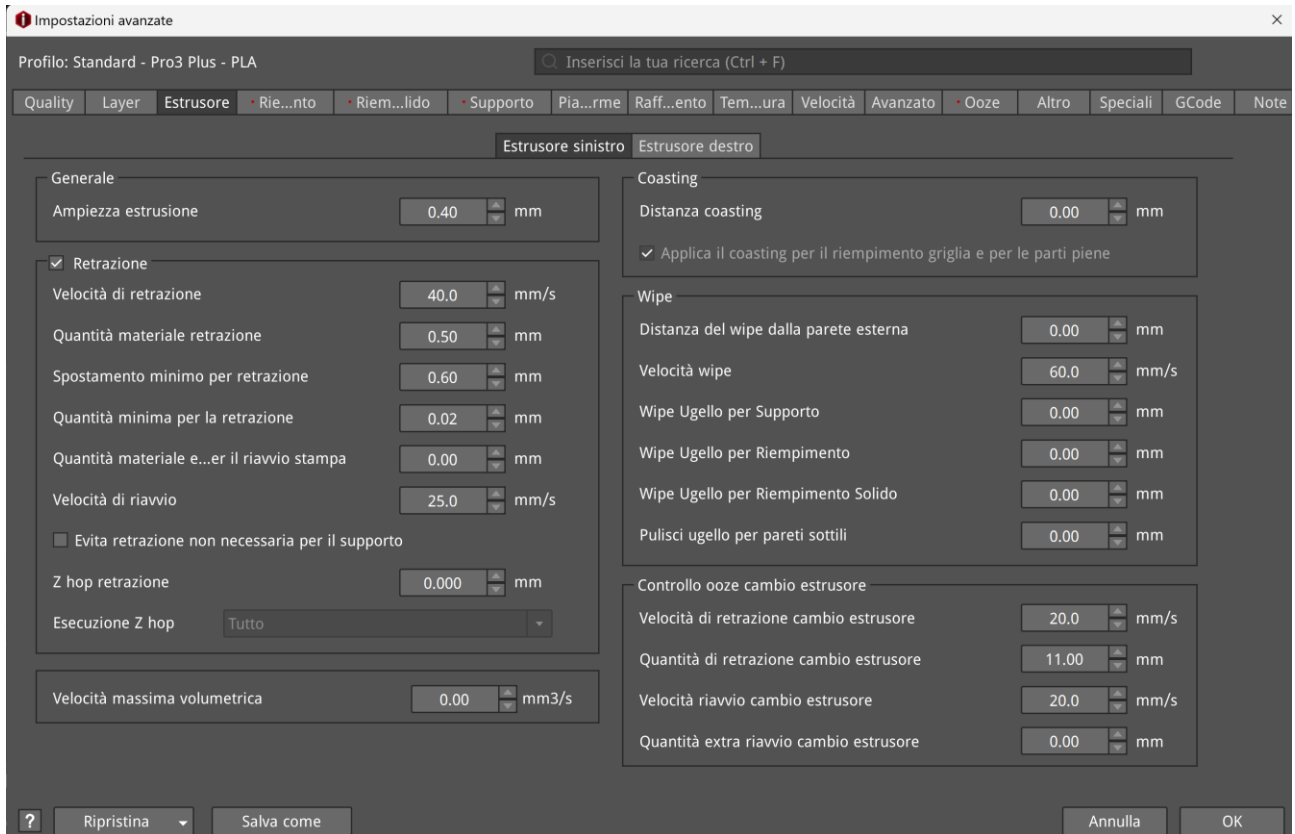 Impostazioni avanzate
Profilo: Standard - Pro3 Plus - PLA
Inserisci la tua ricerca (Ctrl + F)
Quality Layer Estrusore Rie...nto Riem...lido Supporto Pia...rme Raff...ento Tem...ura Velocità Avanzato Ooze Altro Speciali GCode Note
Estrusore sinistro Estrusore destro
Generale
Ampiezza estrusione 0.40 mm
Retrazione
Velocità di retrazione 40.0 mm/s
Quantità materiale retrazione 0.50 mm
Spostamento minimo per retrazione 0.60 mm
Quantità minima per la retrazione 0.02 mm
Quantità materiale e...er il riavvio stampa 0.00 mm
Velocità di riavvio 25.0 mm/s
Evita retrazione non necessaria per il supporto
Z hop retrazione 0.000 mm
Esecuzione Z hop Tutto
Velocità massima volumetrica 0.00 mm3/s
Coasting
Distanza coasting 0.00 mm
Applica il coasting per il riempimento griglia e per le parti piene
Wipe
Distanza del wipe dalla parete esterna 0.00 mm
Velocità wipe 60.0 mm/s
Wipe Ugello per Supporto 0.00 mm
Wipe Ugello per Riempimento 0.00 mm
Wipe Ugello per Riempimento Solido 0.00 mm
Pulisci ugello per pareti sottili 0.00 mm
Controllo ooze cambio estrusore
Velocità di retrazione cambio estrusore 20.0 mm/s
Quantità di retrazione cambio estrusore 11.00 mm
Velocità riavvio cambio estrusore 20.0 mm/s
Quantità extra riavvio cambio estrusore 0.00 mm
? Ripristina Salva come Annulla OK